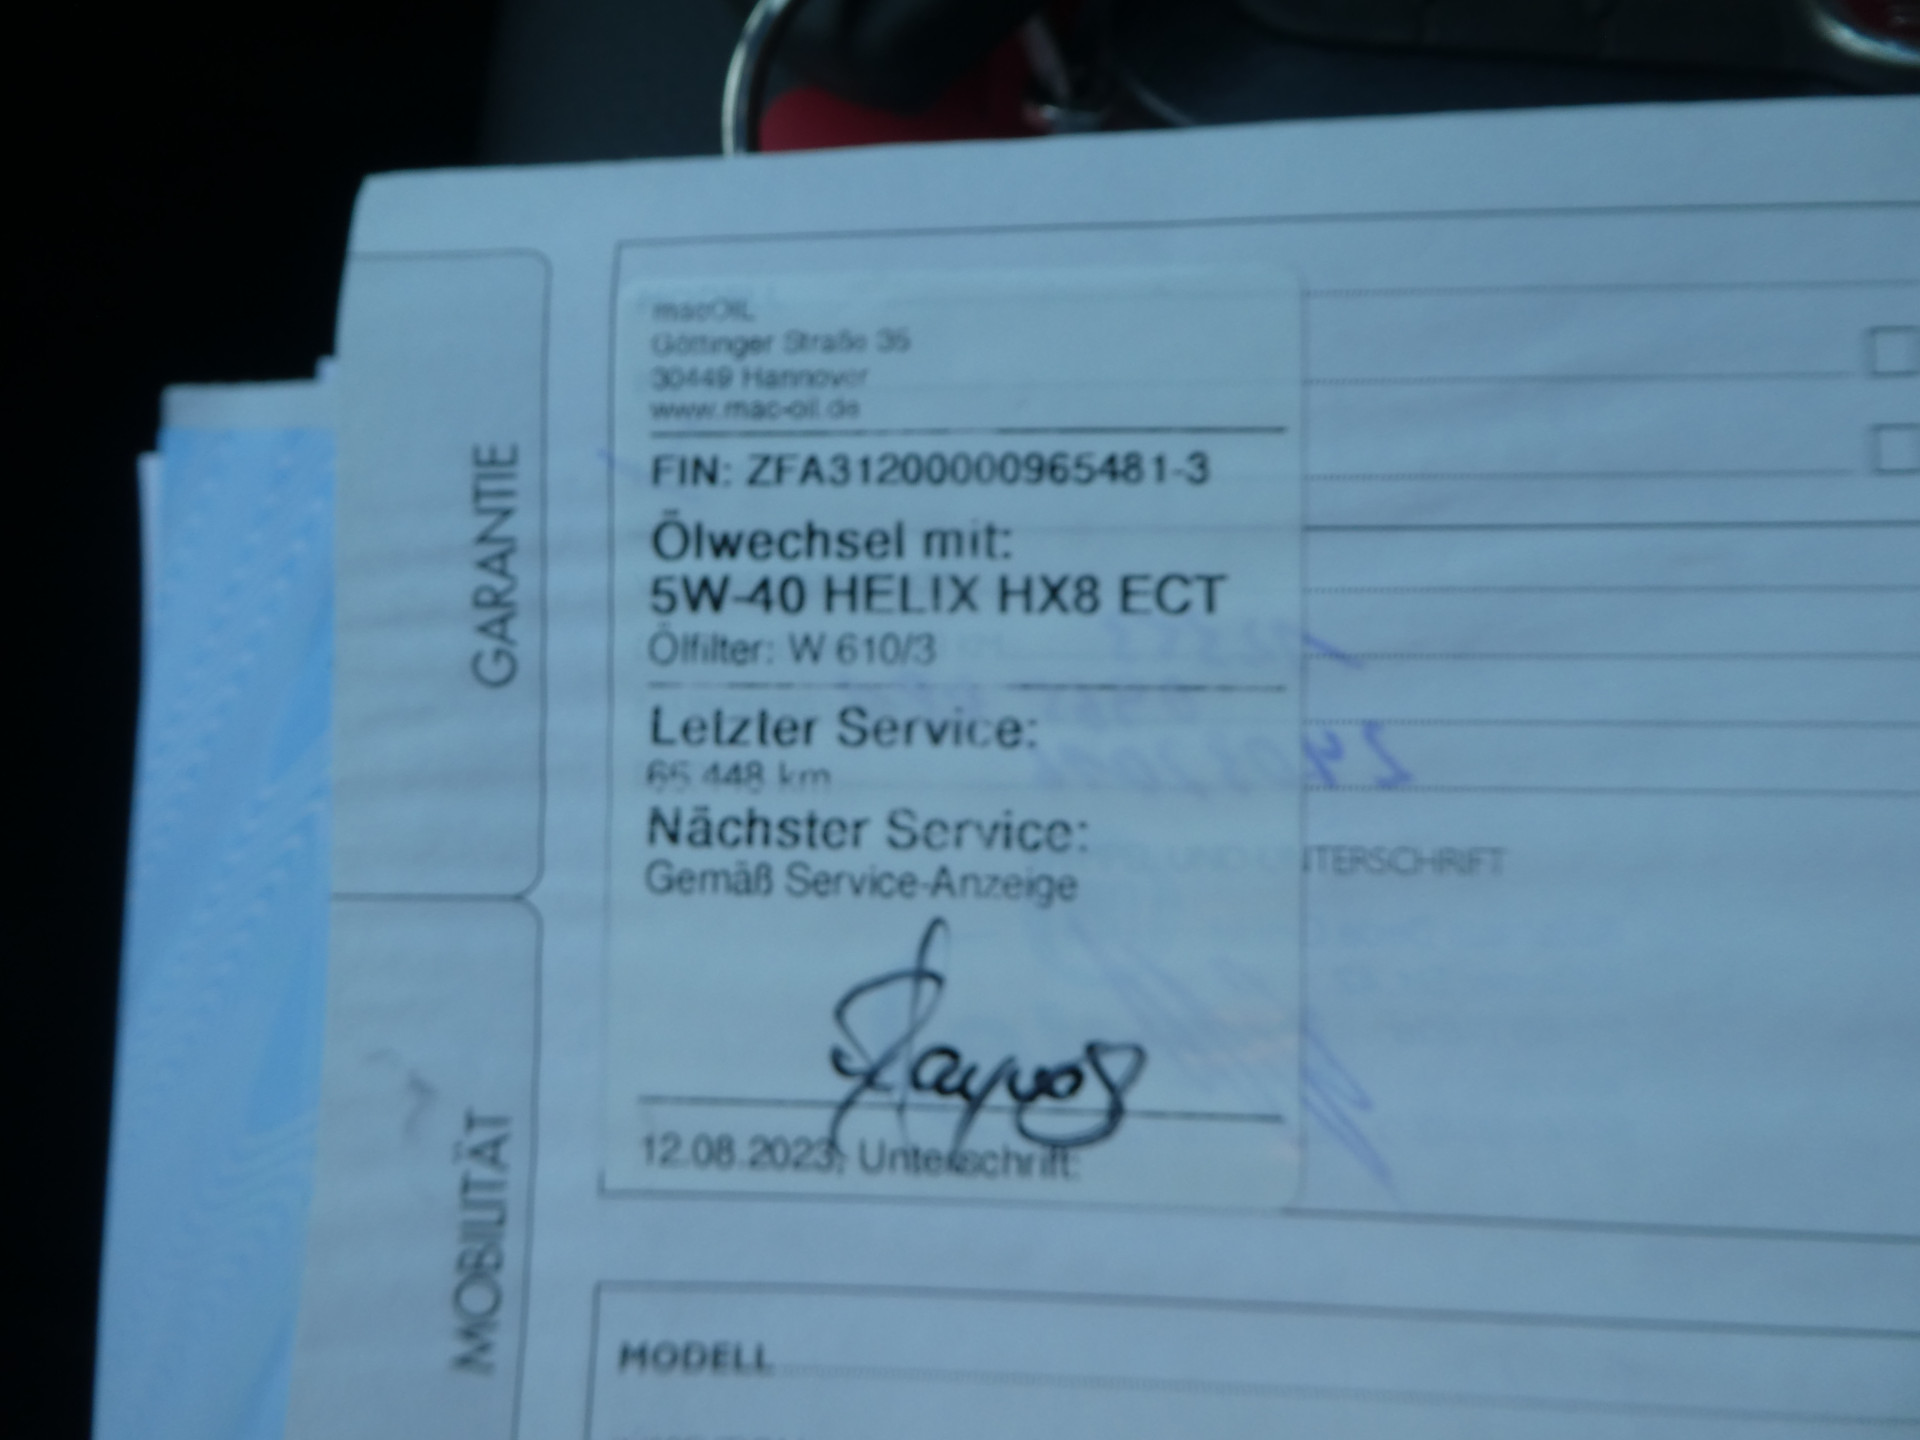 macOIL
Göttinger Straße 35
30449 Hannover
www.mac-oil.de
FIN: ZFA31200000965481-3
Ölwechsel mit:
5W-40 HELIX HX8 ECT
Ölfilter: W 610/3
Letzter Service:
65.448 km
Nächster Service:
Gemäß Service-Anzeige
12.08.2023, Unterschrift:
GARANTIE
MOBILITÄT
UND UNTERSCHRIFT
MODELL